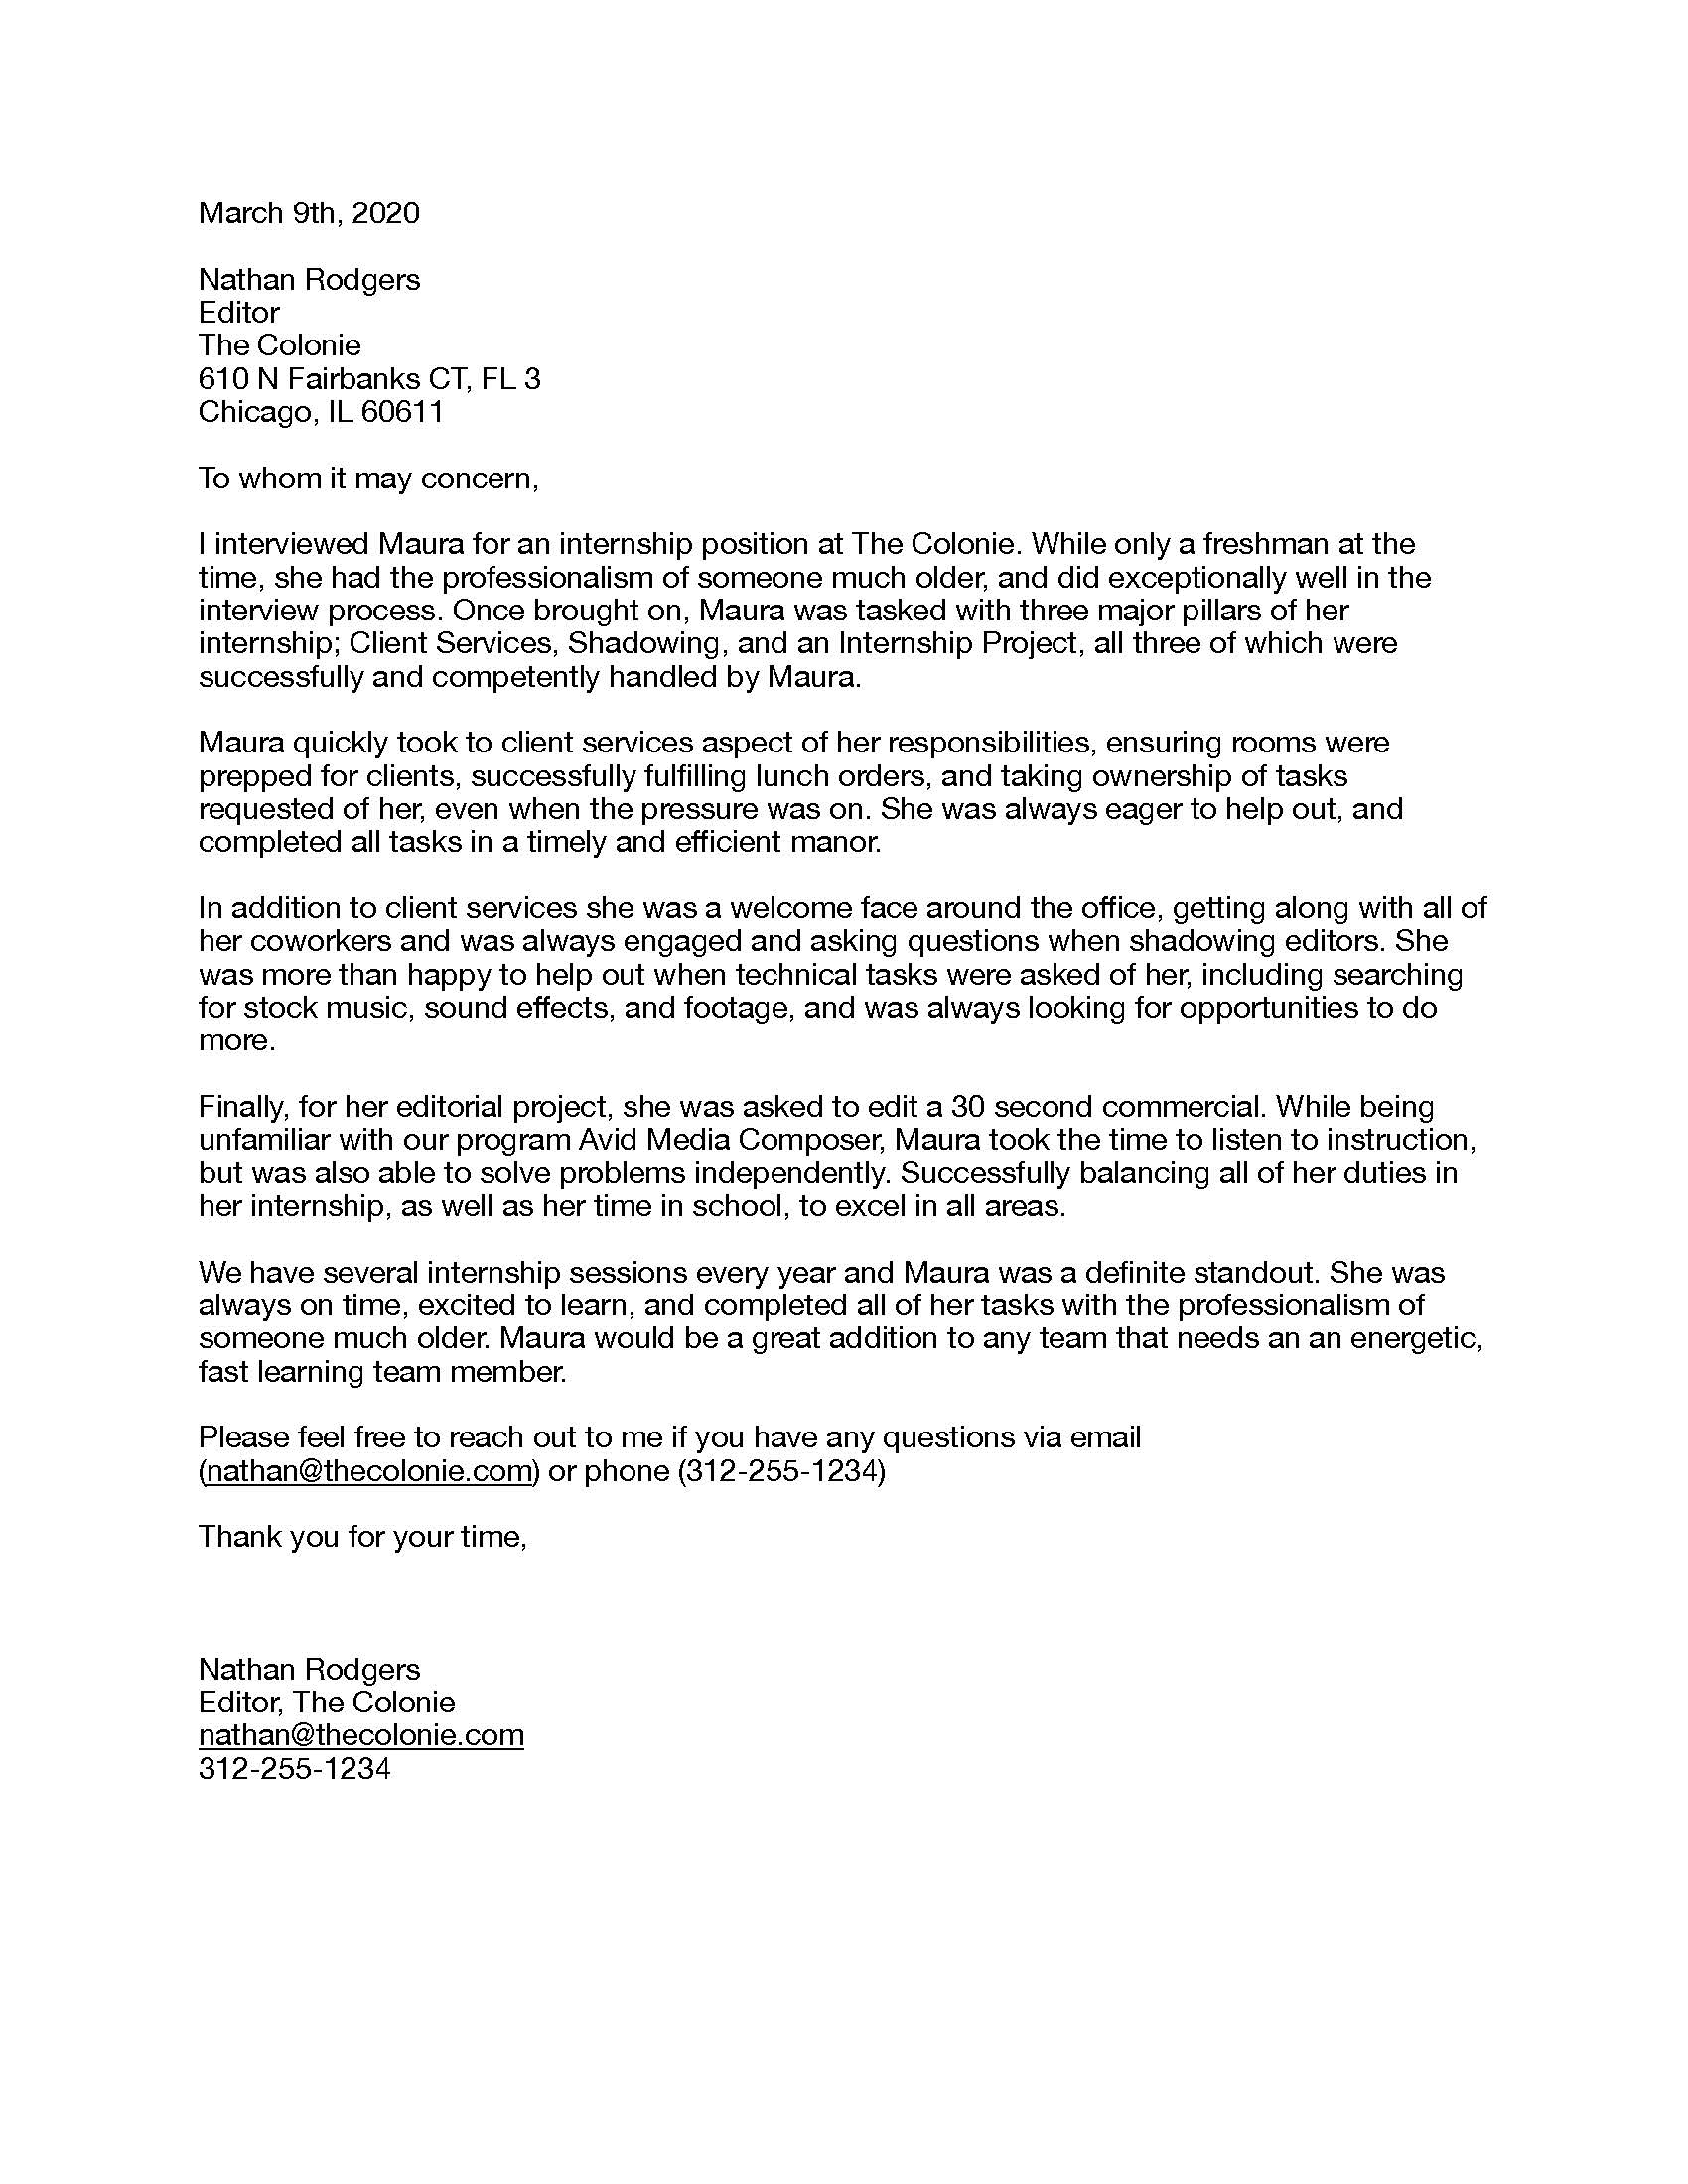 March 9th, 2020
Nathan Rodgers
Editor
The Colonie
610 N Fairbanks CT, FL 3
Chicago, IL 60611
To whom it may concern,
I interviewed Maura for an internship position at The Colonie. While only a freshman at the
time, she had the professionalism of someone much older, and did exceptionally well in the
interview process. Once brought on, Maura was tasked with three major pillars of her
internship; Client Services, Shadowing, and an Internship Project, all three of which were
successfully and competently handled by Maura.
Maura quickly took to client services aspect of her responsibilities, ensuring rooms were
prepped for clients, successfully fulfilling lunch orders, and taking ownership of tasks
requested of her, even when the pressure was on. She was always eager to help out, and
completed all tasks in a timely and efficient manor.
In addition to client services she was a welcome face around the office, getting along with all of
her coworkers and was always engaged and asking questions when shadowing editors. She
was more than happy to help out when technical tasks were asked of her, including searching
for stock music, sound effects, and footage, and was always looking for opportunities to do
more.
Finally, for her editorial project, she was asked to edit a 30 second commercial. While being
unfamiliar with our program Avid Media Composer, Maura took the time to listen to instruction,
but was also able to solve problems independently. Successfully balancing all of her duties in
her internship, as well as her time in school, to excel in all areas.
We have several internship sessions every year and Maura was a definite standout. She was
always on time, excited to learn, and completed all of her tasks with the professionalism of
someone much older. Maura would be a great addition to any team that needs an an energetic,
fast learning team member.
Please feel free to reach out to me if you have any questions via email
(nathan@thecolonie.com) or phone (312-255-1234)
Thank you for your time,
Nathan Rodgers
Editor, The Colonie
nathan@thecolonie.com
312-255-1234